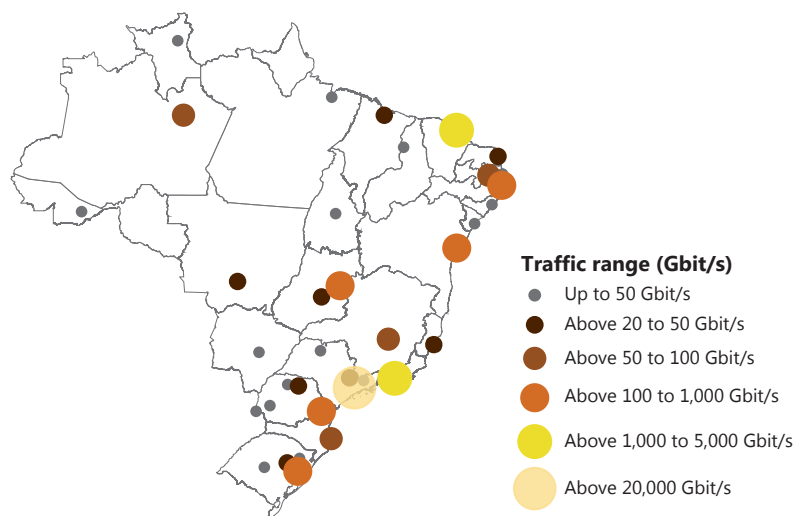 Traffic range (Gbit/s)
Up to 50 Gbit/s
Above 20 to 50 Gbit/s
Above 50 to 100 Gbit/s
Above 100 to 1,000 Gbit/s
Above 1,000 to 5,000 Gbit/s
Above 20,000 Gbit/s